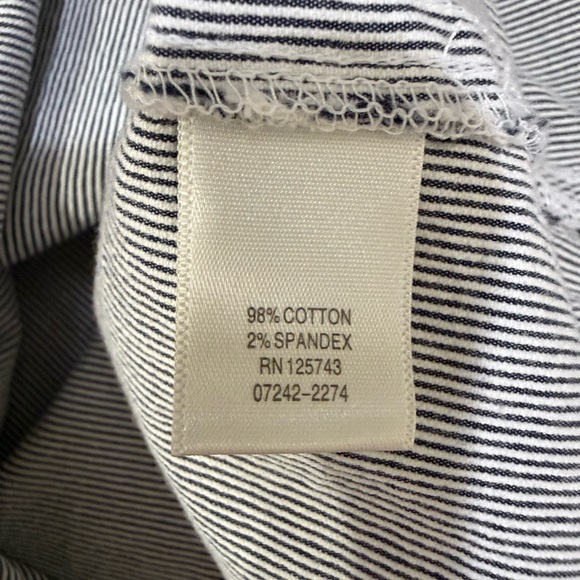 98% COTTON
2% SPANDEX
RN 125743
07242-2274